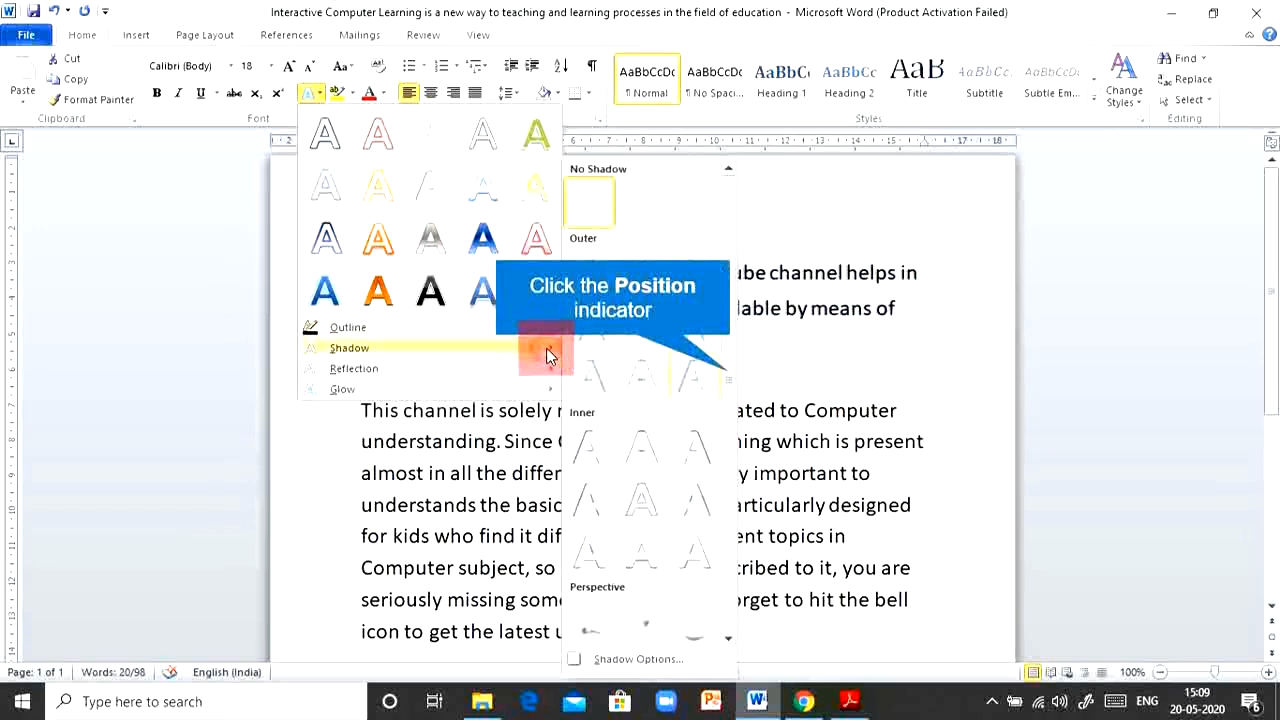 Interactive Computer Learning is a new way to teaching and learning processes in the field of education - Microsoft Word (Product Activation Failed)
File Home Insert Page Layout References Mailings Review View
Cut
Copy
Format Painter
Paste
Clipboard
Calibri (Body) 18
Font
AaBbCcDc AaBbCcDc AaBbC AaBbCc AaB AaBbCc. AaBbCcDc
¶ Normal ¶ No Spaci... Heading 1 Heading 2 Title Subtitle Subtle Em...
Styles
Change Styles
Find
Replace
Select
Editing
No Shadow
Outer
Click the Position
indicator
Outline
Shadow
Reflection
Glow
Inner
Perspective
Shadow Options...
ube channel helps in
lable by means of
This channel is solely ated to Computer
understanding. Since ing which is present
almost in all the differ y important to
understands the basic articularly designed
for kids who find it dif ent topics in
Computer subject, so cribed to it, you are
seriously missing som orget to hit the bell
icon to get the latest u
Page: 1 of 1 Words: 20/98 English (India) 100%
Type here to search
ENG
15:09
20-05-2020